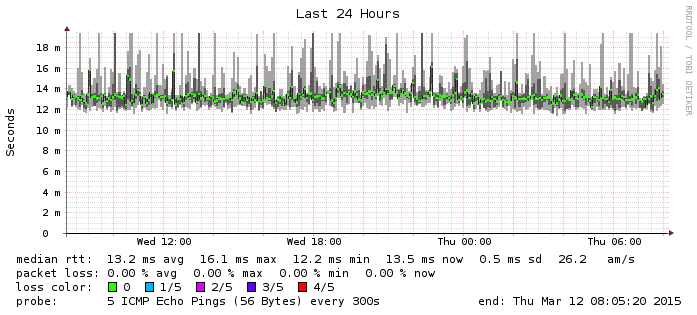 Last 24 Hours
RRDTOOL / TOBI OETIKER
Seconds
18 m
16 m
14 m
12 m
10 m
8 m
6 m
4 m
2 m
0
Wed 12:00 Wed 18:00 Thu 00:00 Thu 06:00
median rtt: 13.2 ms avg 16.1 ms max 12.2 ms min 13.5 ms now 0.5 ms sd 26.2 am/s
packet loss: 0.00 % avg 0.00 % max 0.00 % min 0.00 % now
loss color: 0 1/5 2/5 3/5 4/5
probe: 5 ICMP Echo Pings (56 Bytes) every 300s end: Thu Mar 12 08:05:20 2015